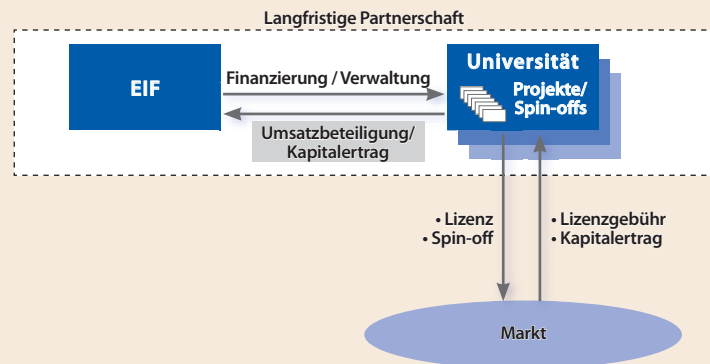 Langfristige Partnerschaft
EIF
Finanzierung / Verwaltung
Umsatzbeteiligung/
Kapitalertrag
Universität
Projekte/
Spin-offs
• Lizenz
• Spin-off
• Lizenzgebühr
• Kapitalertrag
Markt